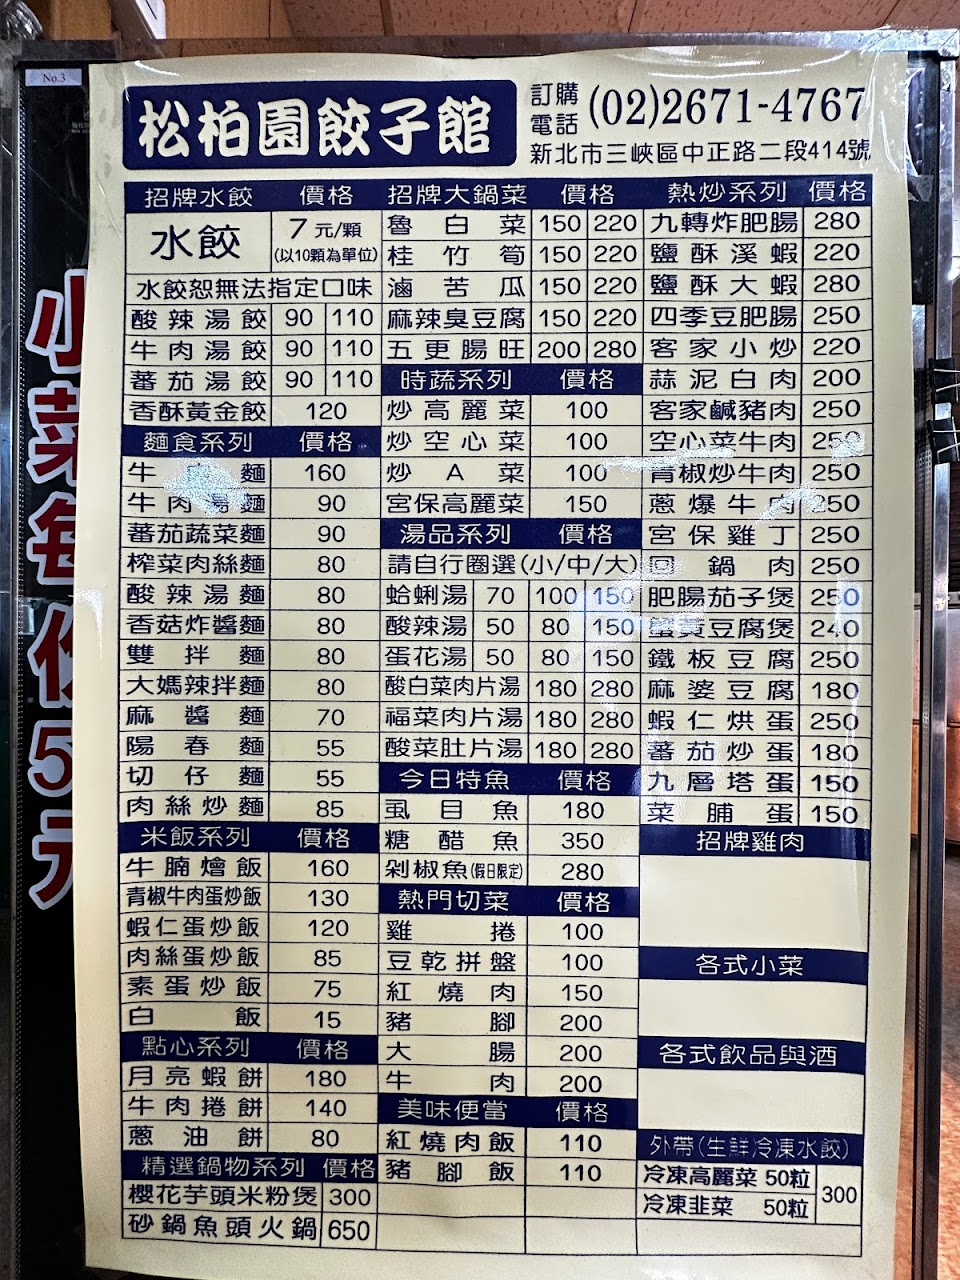 No.3
松柏園餃子館
訂購電話 (02)2671-4767
新北市三峽區中正路二段414號
招牌水餃 價格
水餃 7元/顆 (以10顆為單位)
水餃恕無法指定口味
酸辣湯餃 90 110
牛肉湯餃 90 110
蕃茄湯餃 90 110
香酥黃金餃 120
麵食系列 價格
牛 麵 160
牛肉湯麵 90
蕃茄蔬菜麵 90
榨菜肉絲麵 80
酸辣湯麵 80
香菇炸醬麵 80
雙拌麵 80
大媽辣拌麵 80
麻醬麵 70
陽春麵 55
切仔麵 55
肉絲炒麵 85
米飯系列 價格
牛腩燴飯 160
青椒牛肉蛋炒飯 130
蝦仁蛋炒飯 120
肉絲蛋炒飯 85
素蛋炒飯 75
白飯 15
點心系列 價格
月亮蝦餅 180
牛肉捲餅 140
蔥油餅 80
精選鍋物系列 價格
櫻花芋頭米粉煲 300
砂鍋魚頭火鍋 650
招牌大鍋菜 價格
魯白菜 150 220
桂竹筍 150 220
滷苦瓜 150 220
麻辣臭豆腐 150 220
五更腸旺 200 280
時蔬系列 價格
炒高麗菜 100
炒空心菜 100
炒A菜 100
宮保高麗菜 150
湯品系列 價格
請自行圈選(小/中/大)
蛤蜊湯 70 100 150
酸辣湯 50 80 150
蛋花湯 50 80 150
酸白菜肉片湯 180 280
福菜肉片湯 180 280
酸菜肚片湯 180 280
今日特魚 價格
虱目魚 180
糖醋魚 350
剁椒魚(假日限定) 280
熱門切菜 價格
雞捲 100
豆乾拼盤 100
紅燒肉 150
豬腳 200
大腸 200
牛肉 200
美味便當 價格
紅燒肉飯 110
豬腳飯 110
熱炒系列 價格
九轉炸肥腸 280
鹽酥溪蝦 220
鹽酥大蝦 280
四季豆肥腸 250
客家小炒 220
蒜泥白肉 200
客家鹹豬肉 250
空心菜牛肉 250
青椒炒牛肉 250
蔥爆牛肉 250
宮保雞丁 250
回鍋肉 250
肥腸茄子煲 250
蟹黃豆腐煲 240
鐵板豆腐 250
麻婆豆腐 180
蝦仁烘蛋 250
蕃茄炒蛋 180
九層塔蛋 150
菜脯蛋 150
招牌雞肉
各式小菜
各式飲品與酒
外帶(生鮮冷凍水餃)
冷凍高麗菜 50粒 300
冷凍韭菜 50粒
小菜每份5元